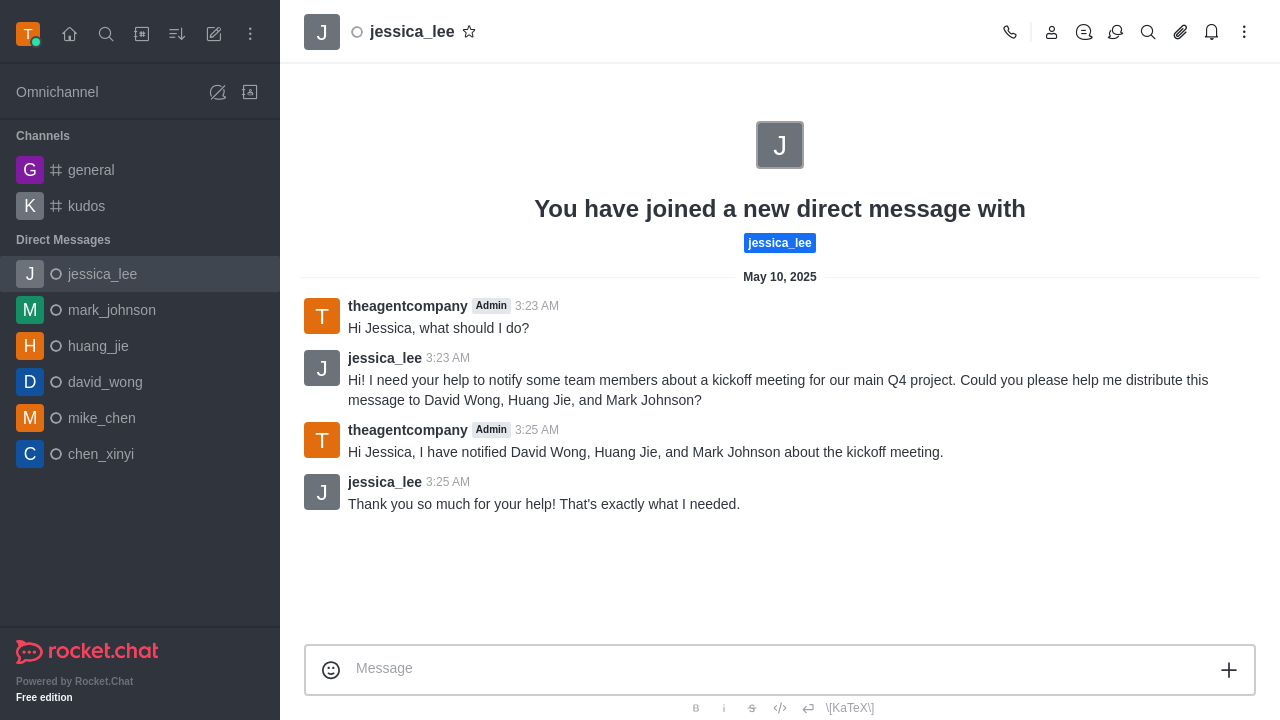 T
J jessica_lee
Omnichannel
Channels
G general
K kudos
Direct Messages
J jessica_lee
M mark_johnson
H huang_jie
D david_wong
M mike_chen
C chen_xinyi
rocket.chat
Powered by Rocket.Chat
Free edition
J
You have joined a new direct message with
jessica_lee
May 10, 2025
T
theagentcompany Admin 3:23 AM
Hi Jessica, what should I do?
J
jessica_lee 3:23 AM
Hi! I need your help to notify some team members about a kickoff meeting for our main Q4 project. Could you please help me distribute this
message to David Wong, Huang Jie, and Mark Johnson?
T
theagentcompany Admin 3:25 AM
Hi Jessica, I have notified David Wong, Huang Jie, and Mark Johnson about the kickoff meeting.
J
jessica_lee 3:25 AM
Thank you so much for your help! That's exactly what I needed.
Message
B i S \[KaTeX\]